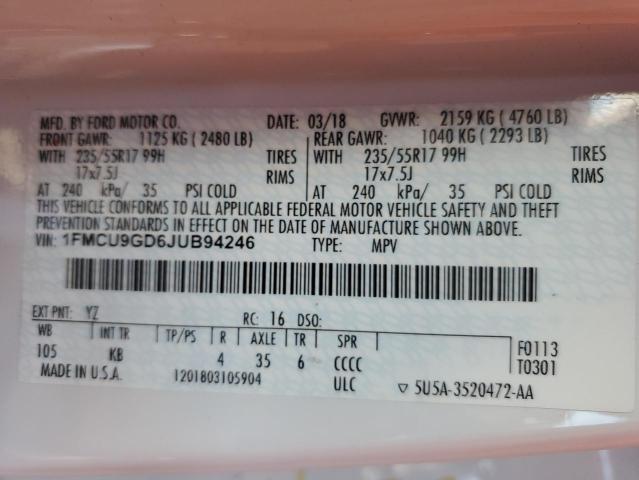 MFD. BY FORD MOTOR CO. DATE: 03/18 GVWR: 2159 KG ( 4760 LB)
FRONT GAWR: 1125 KG ( 2480 LB) REAR GAWR: 1040 KG ( 2293 LB)
WITH 235/55R17 99H TIRES WITH 235/55R17 99H TIRES
17x7.5J RIMS 17x7.5J RIMS
AT 240 kPa/ 35 PSI COLD AT 240 kPa/ 35 PSI COLD
THIS VEHICLE CONFORMS TO ALL APPLICABLE FEDERAL MOTOR VEHICLE SAFETY AND THEFT
PREVENTION STANDARDS IN EFFECT ON THE DATE OF MANUFACTURE SHOWN ABOVE.
VIN: 1FMCU9GD6JUB94246 TYPE: MPV
EXT PNT: YZ RC: 16 DSO:
WB INT TR TP/PS R AXLE TR SPR F0113
105 KB 4 35 6 CCCC T0301
MADE IN U.S.A. 1201803105904 ULC ▽ 5U5A-3520472-AA